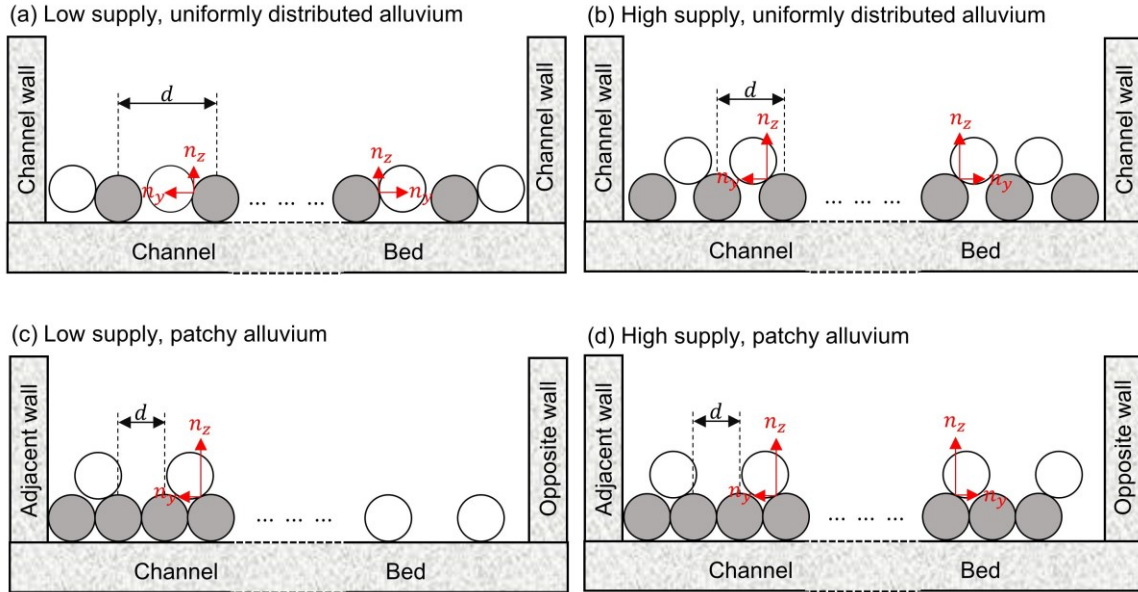 (a) Low supply, uniformly distributed alluvium
Channel wall
d
n_z
n_y
... ... ...
n_z
n_y
Channel wall
Channel
Bed
(b) High supply, uniformly distributed alluvium
Channel wall
d
n_z
n_y
... ... ...
n_z
n_y
Channel wall
Channel
Bed
(c) Low supply, patchy alluvium
Adjacent wall
d
n_z
n_y
... ... ...
Opposite wall
Channel
Bed
(d) High supply, patchy alluvium
Adjacent wall
d
n_z
n_y
... ... ...
n_z
n_y
Opposite wall
Channel
Bed